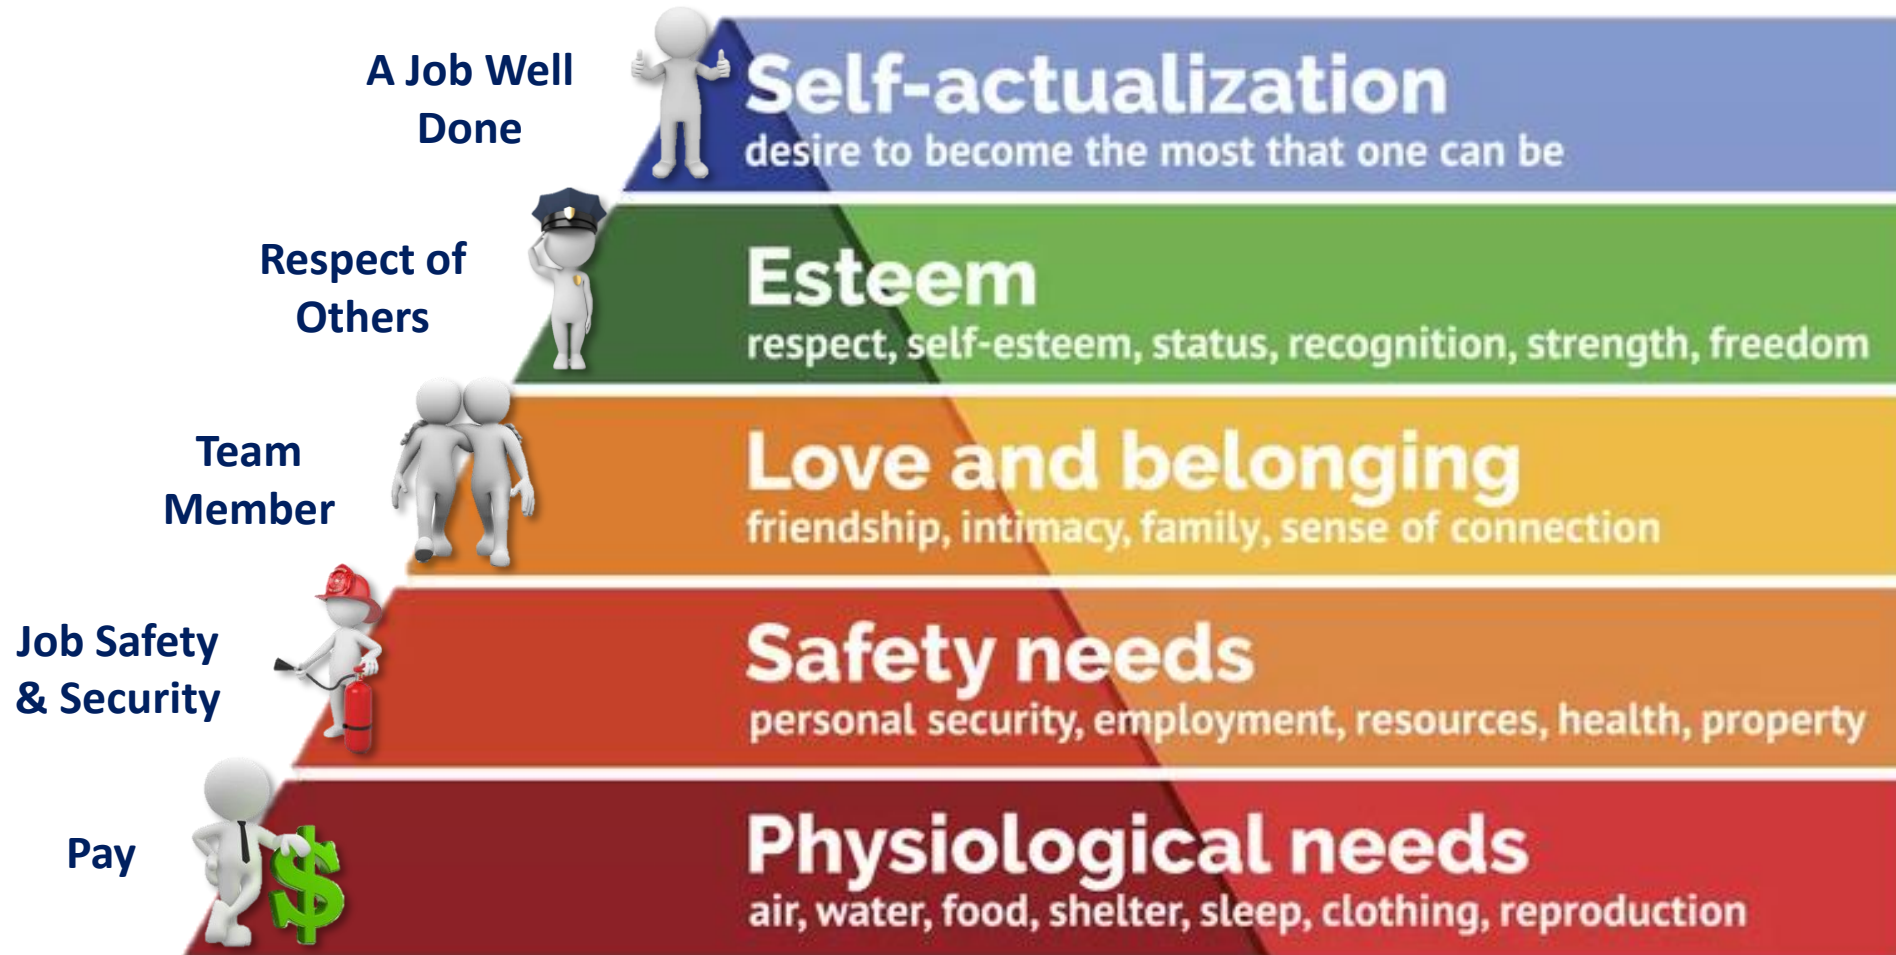 A Job Well
Done
Self-actualization
desire to become the most that one can be
Respect of
Others
Esteem
respect, self-esteem, status, recognition, strength, freedom
Team
Member
Love and belonging
friendship, intimacy, family, sense of connection
Job Safety
& Security
Safety needs
personal security, employment, resources, health, property
Pay
$
Physiological needs
air, water, food, shelter, sleep, clothing, reproduction